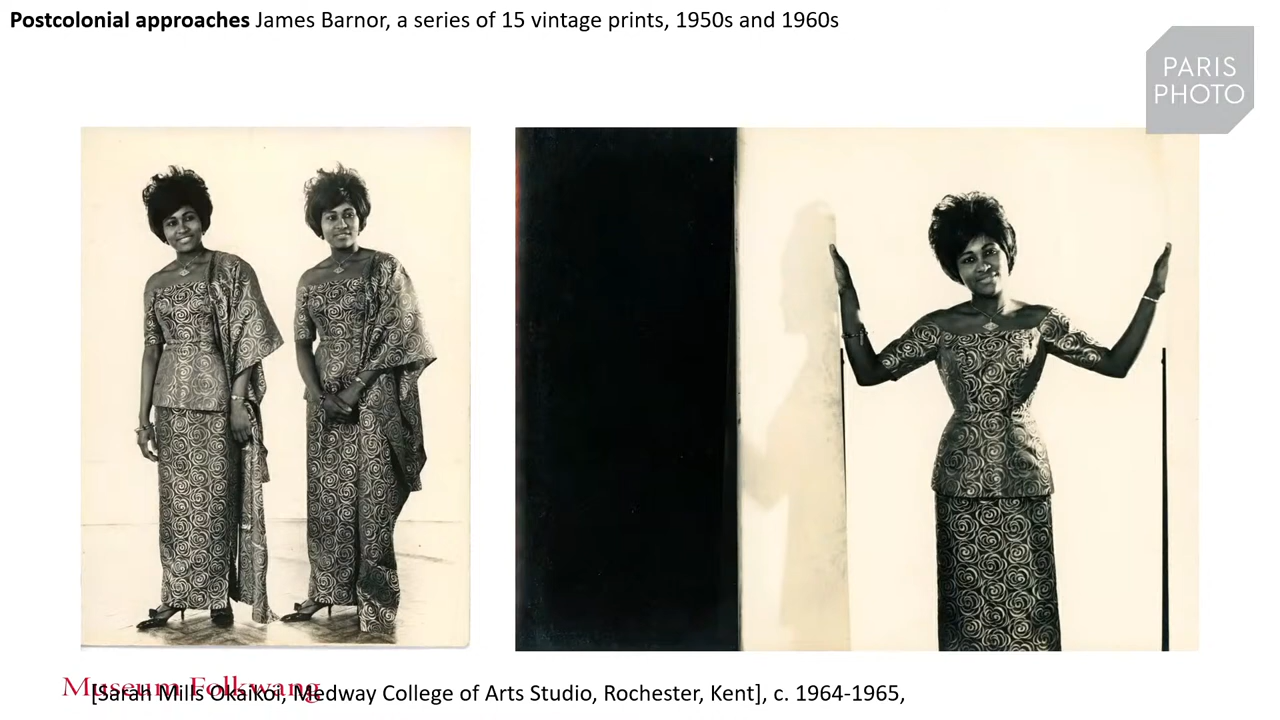 Postcolonial approaches James Barnor, a series of 15 vintage prints, 1950s and 1960s
PARIS
PHOTO
Museum Folkwang
[Sarah Mills Okaikoi, Medway College of Arts Studio, Rochester, Kent], c. 1964-1965,